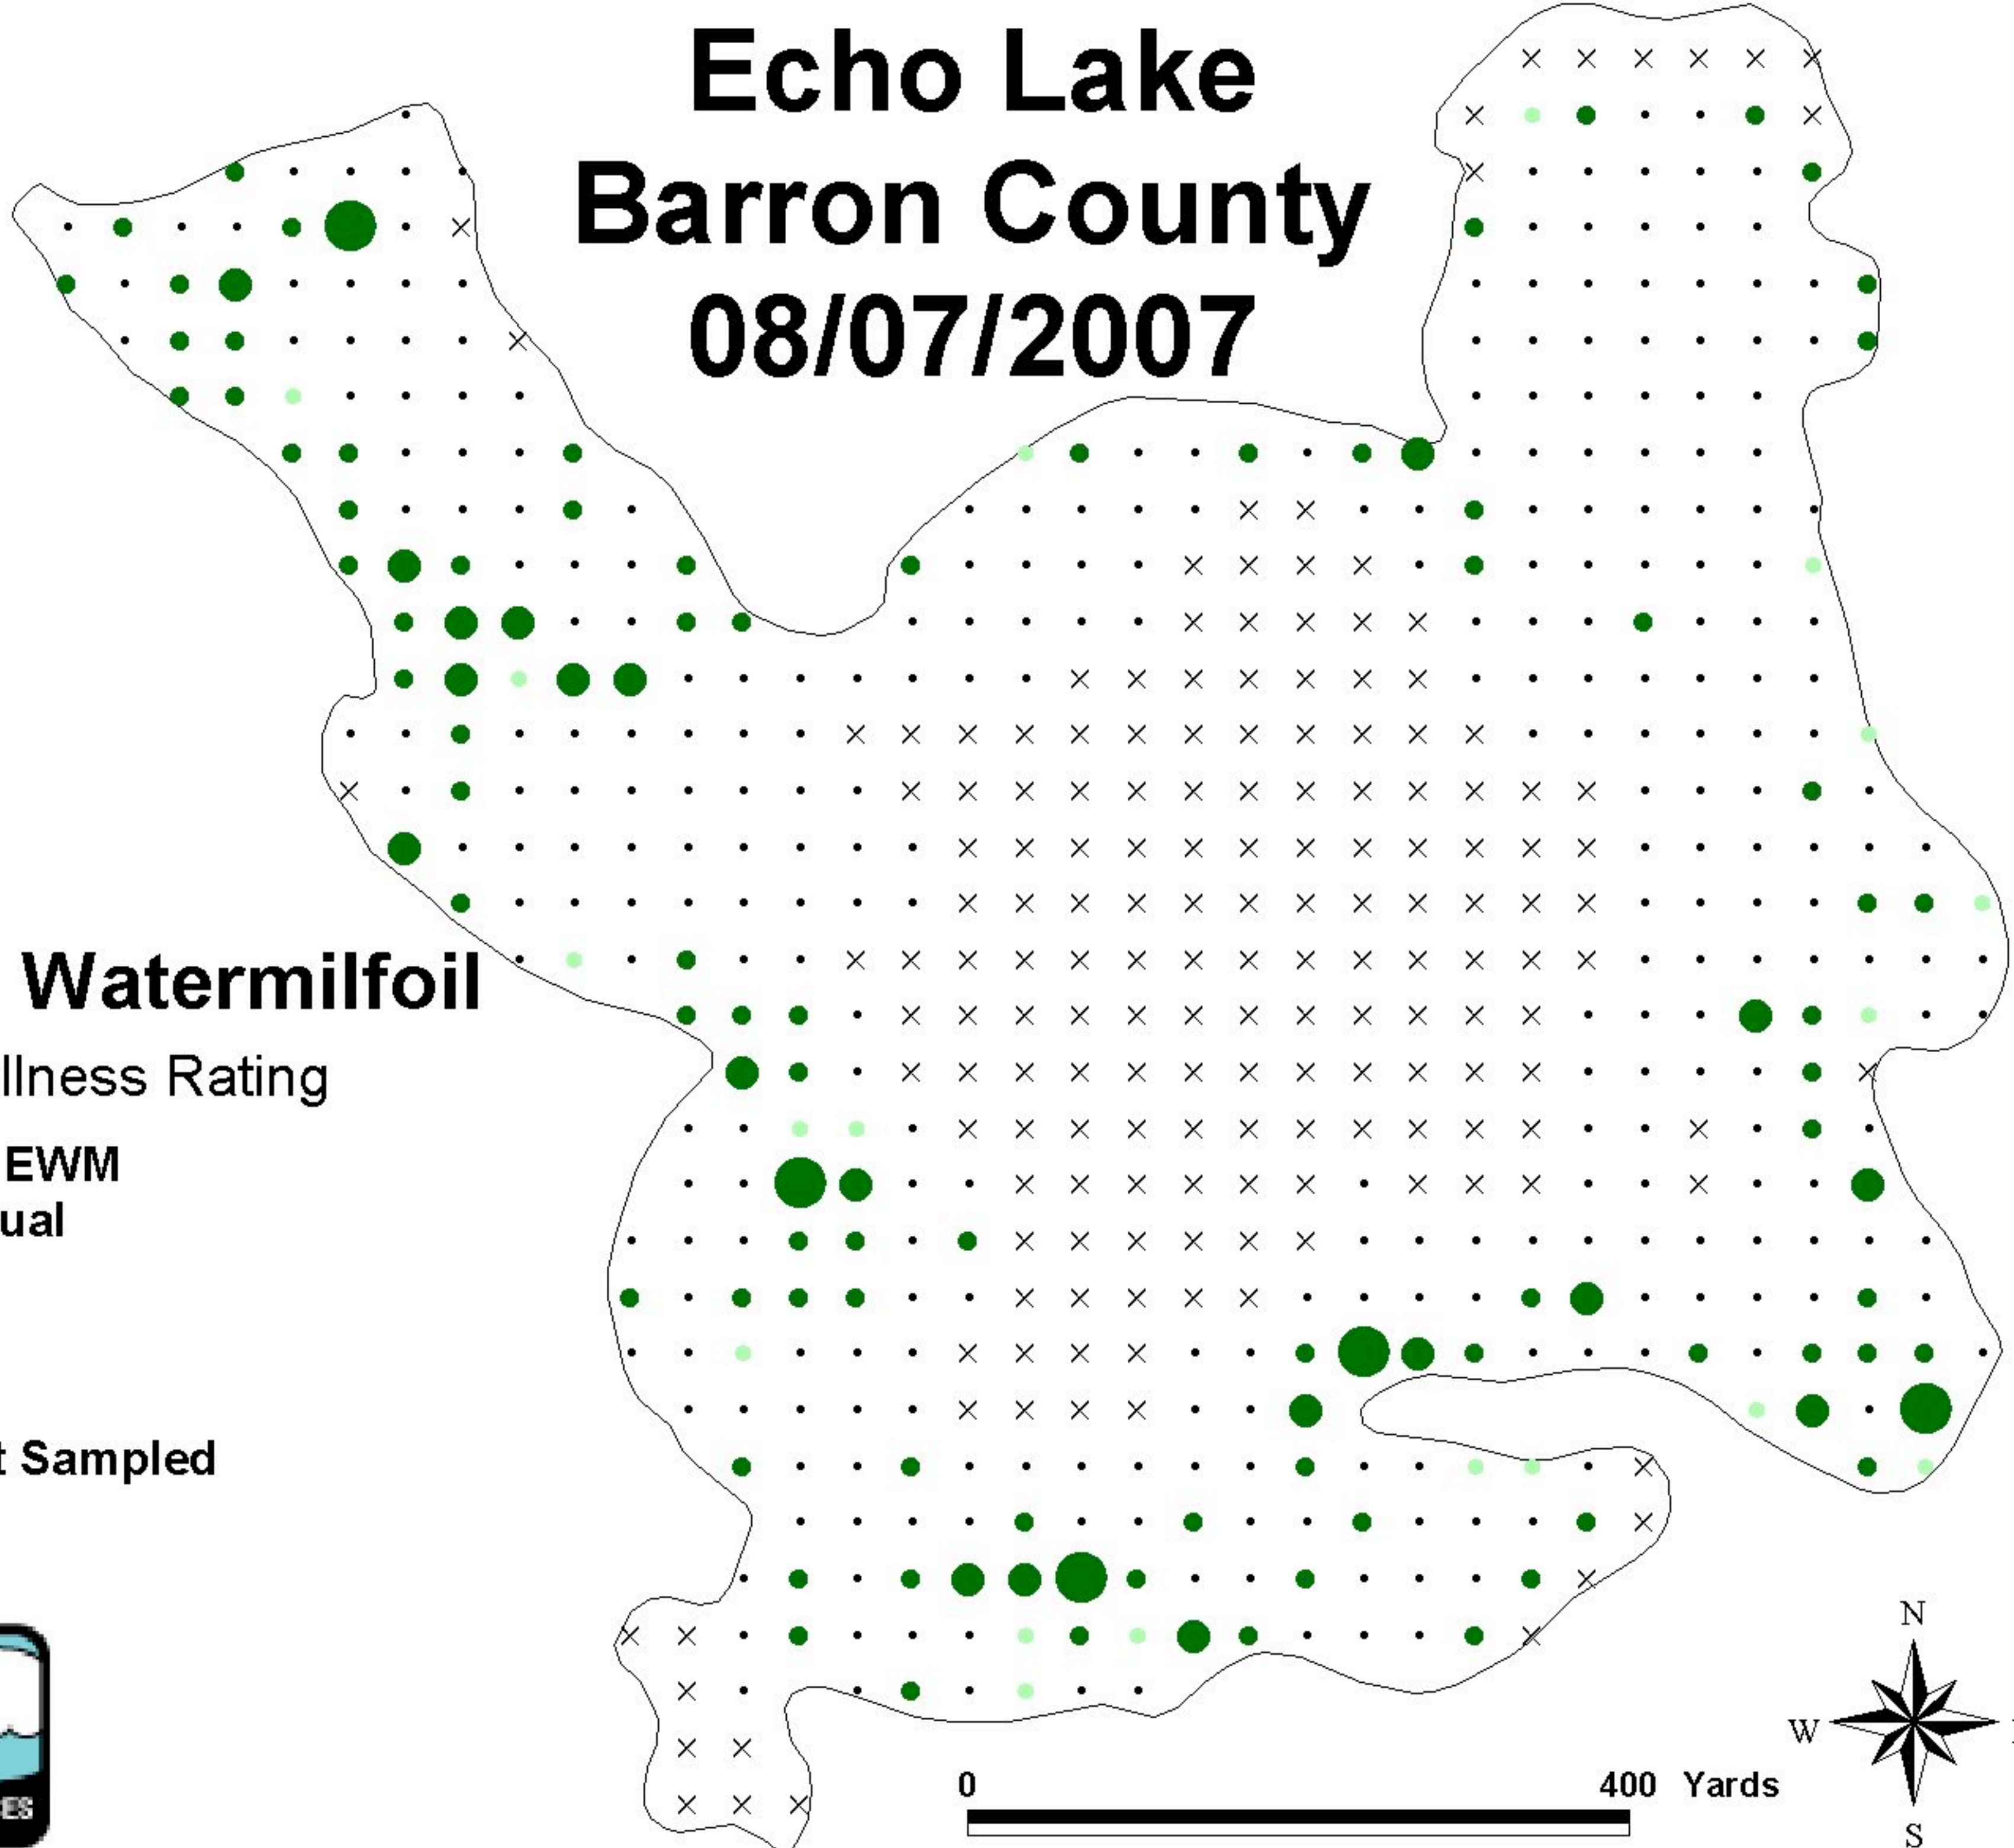 Echo Lake
Barron County
08/07/2007
Watermilfoil
llness Rating
EWM
ual
t Sampled
N
W
S
0 400 Yards